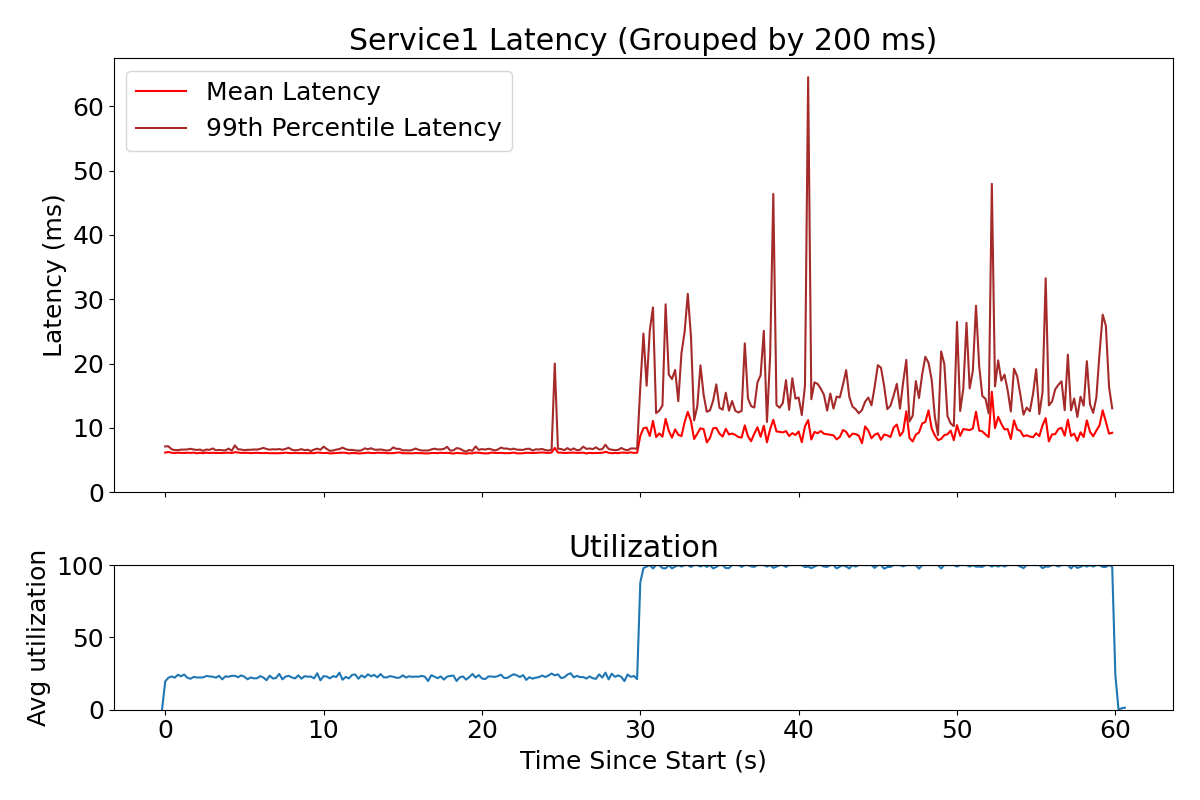 Service1 Latency (Grouped by 200 ms)
Mean Latency
99th Percentile Latency
Latency (ms)
60
50
40
30
20
10
0
Utilization
Avg utilization
100
50
0
0 10 20 30 40 50 60
Time Since Start (s)